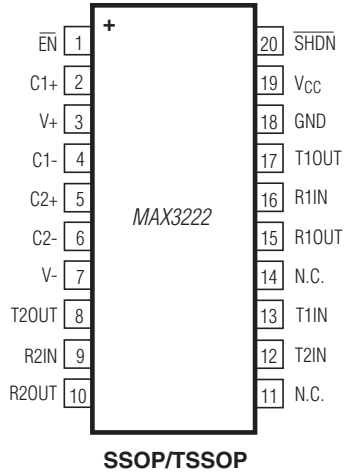 +
EN 1 20 SHDN
C1+ 2 19 VCC
V+ 3 18 GND
C1- 4 17 T1OUT
C2+ 5 16 R1IN
MAX3222
C2- 6 15 R1OUT
V- 7 14 N.C.
T2OUT 8 13 T1IN
R2IN 9 12 T2IN
R2OUT 10 11 N.C.
SSOP/TSSOP